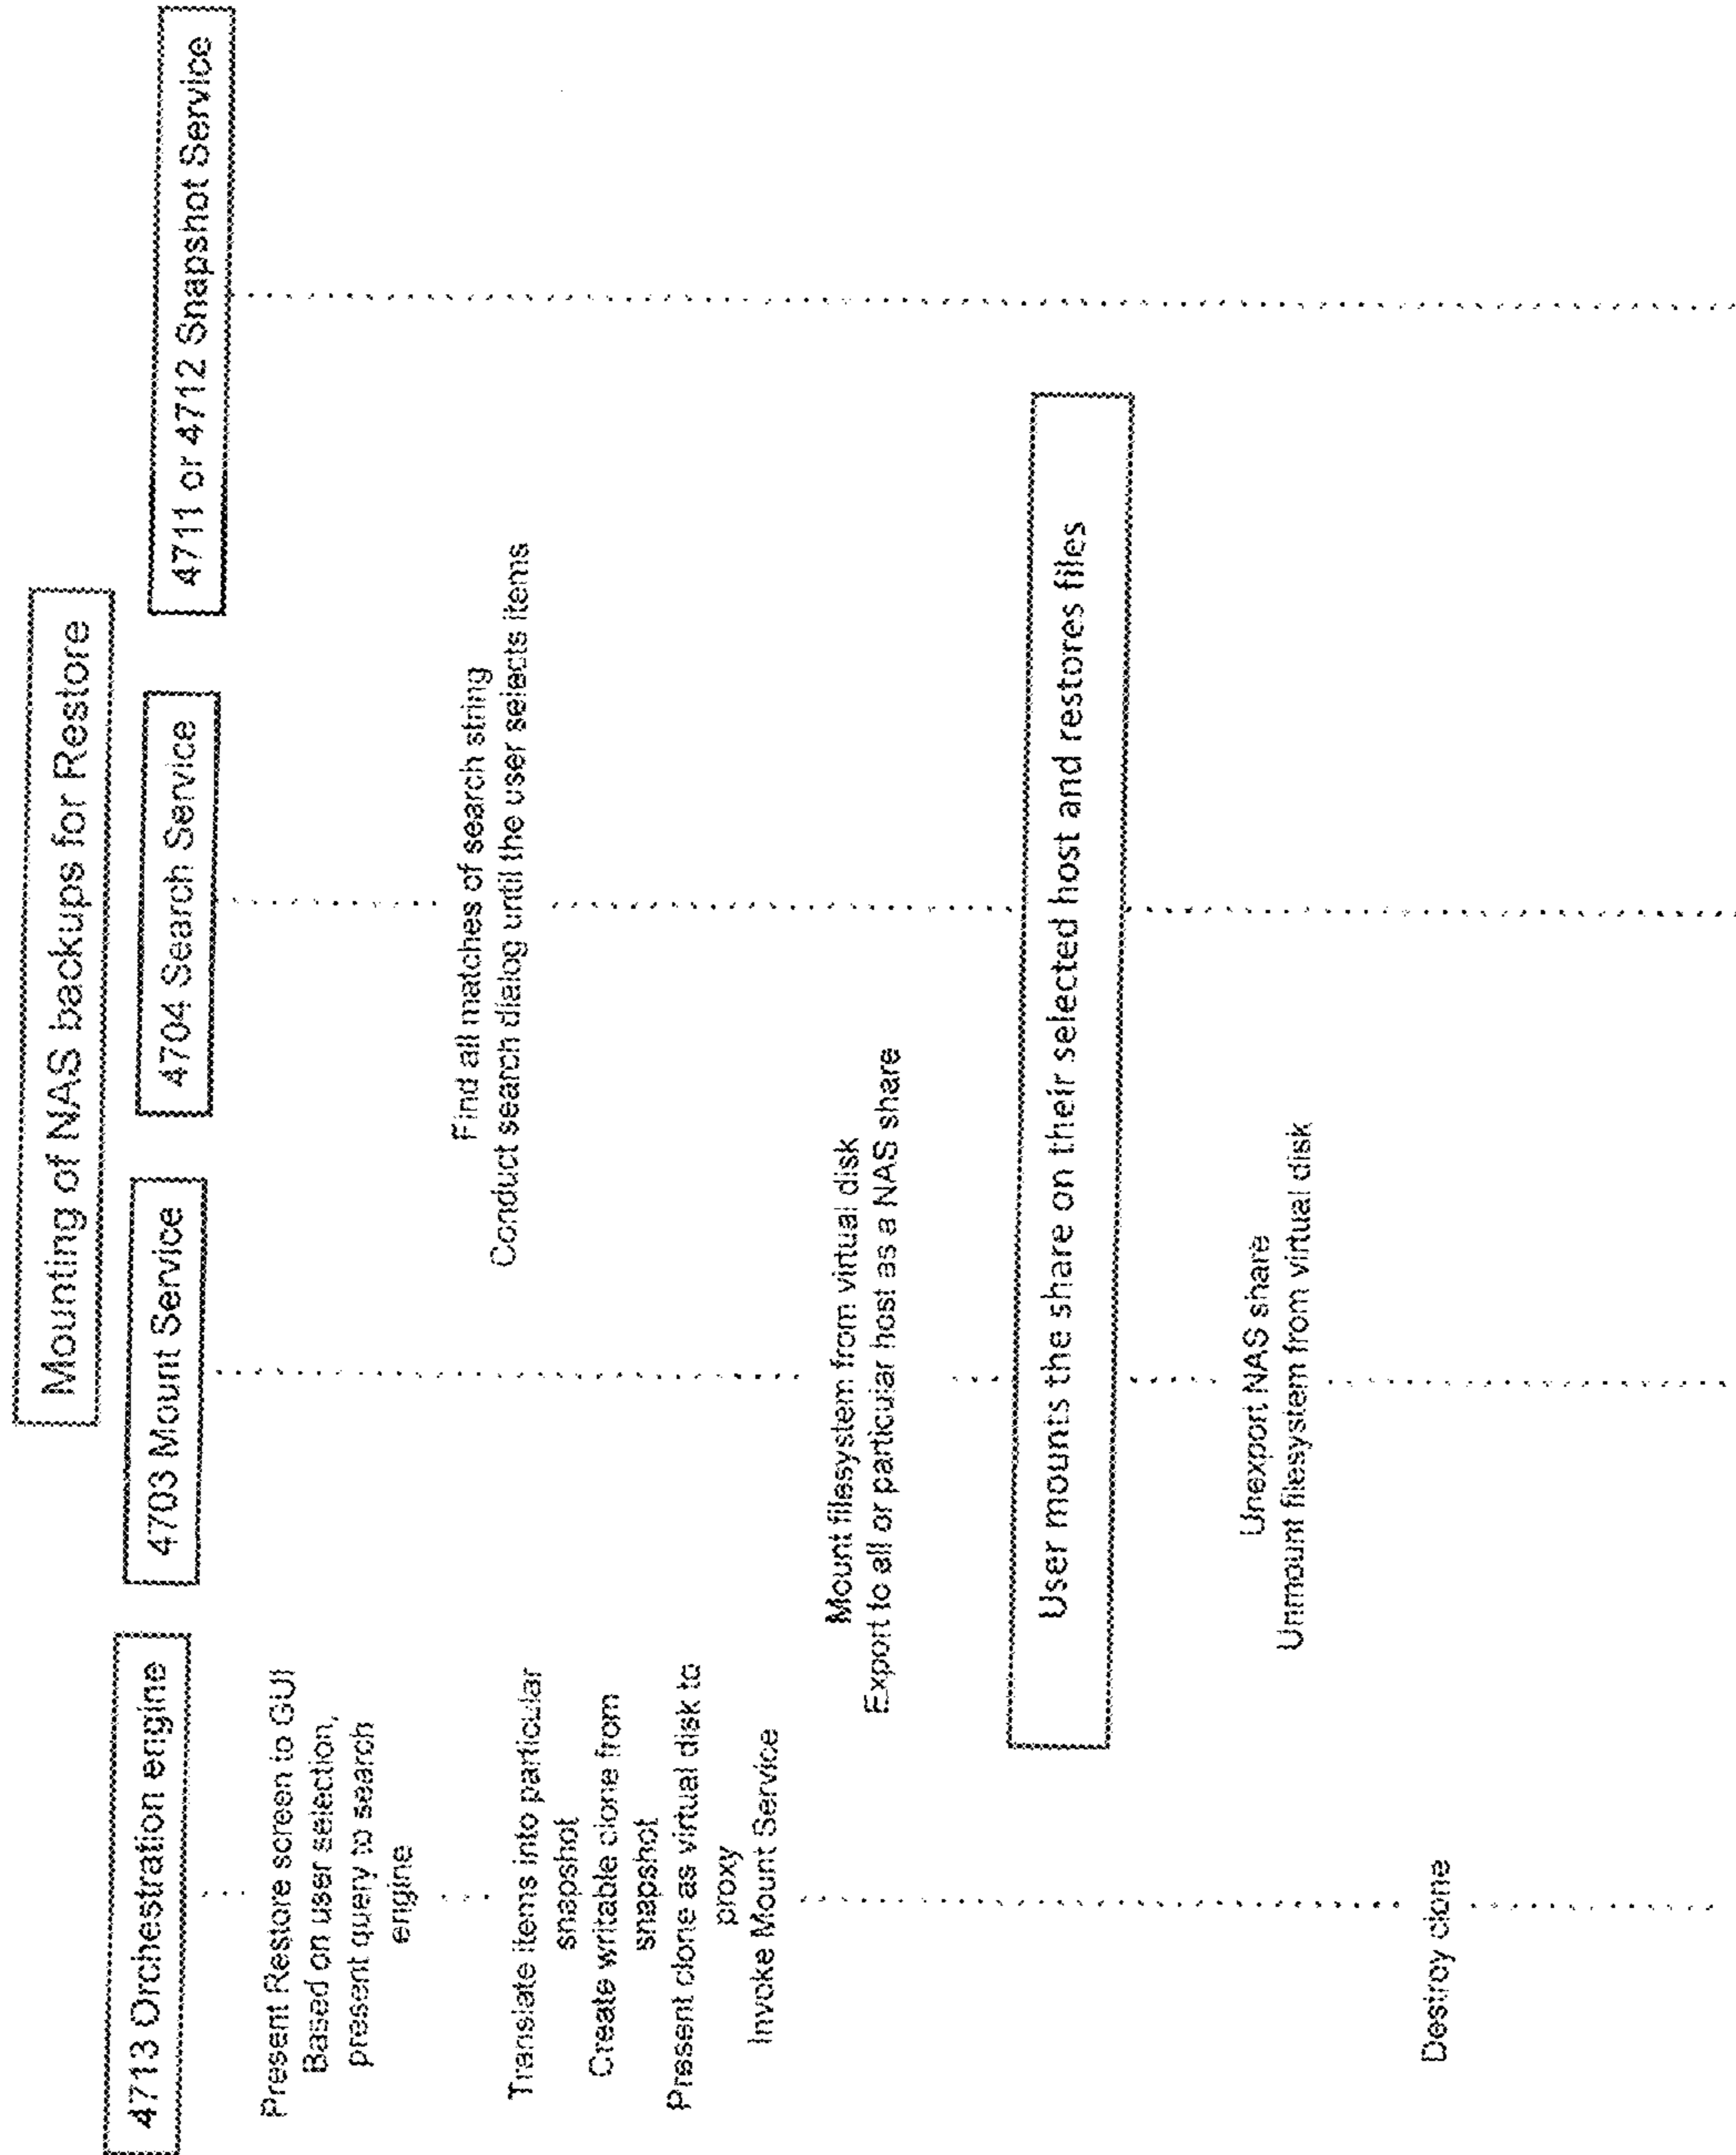 Mounting of NAS backups for Restore
4713 Orchestration engine
4703 Mount Service
4704 Search Service
4711 or 4712 Snapshot Service
Present Restore screen to GUI
Based on user selection,
present query to search
engine
Find all matches of search string
Conduct search dialog until the user selects items
Translate items into particular
snapshot
Create writable clone from
snapshot
Present clone as virtual disk to
proxy
Invoke Mount Service
Mount filesystem from virtual disk
Export to all or particular host as a NAS share
User mounts the share on their selected host and restores files
Unexport NAS share
Unmount filesystem from virtual disk
Destroy clone